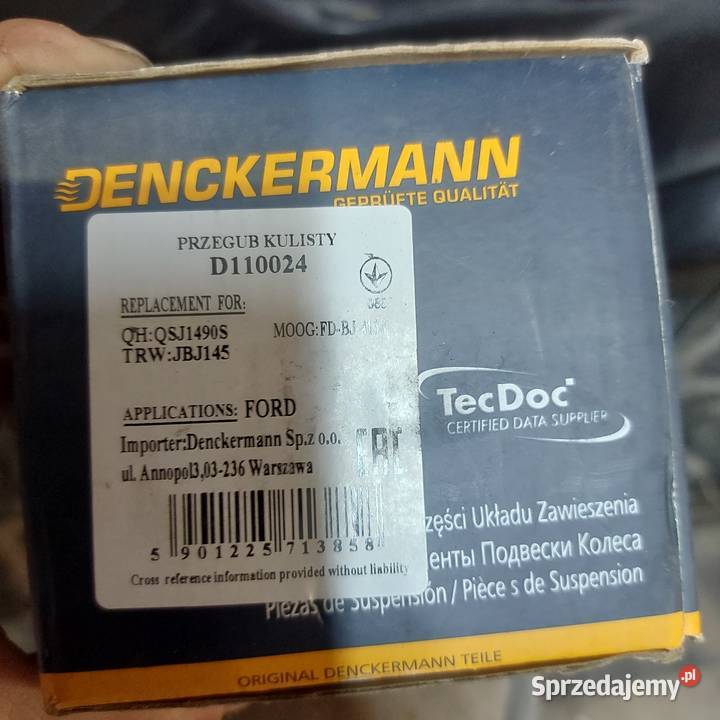 DENCKERMANN
GEPRÜFTE QUALITÄT
PRZEGUB KULISTY
D110024
REPLACEMENT FOR:
QH:QSJ1490S
TRW:JBJ145
APPLICATIONS: FORD
Importer:Denckermann Sp.z o.o.
ul. Annopol3,03-236 Warszawa
EAC
5 901225 713858
Cross reference information provided without liability
TecDoc
CERTIFIED DATA SUPPLIER
Układu Zawieszenia
Подвески Колеса
Piezas de Suspensión / Pièce s de Suspension
ORIGINAL DENCKERMANN TEILE
Sprzedajemy.pl